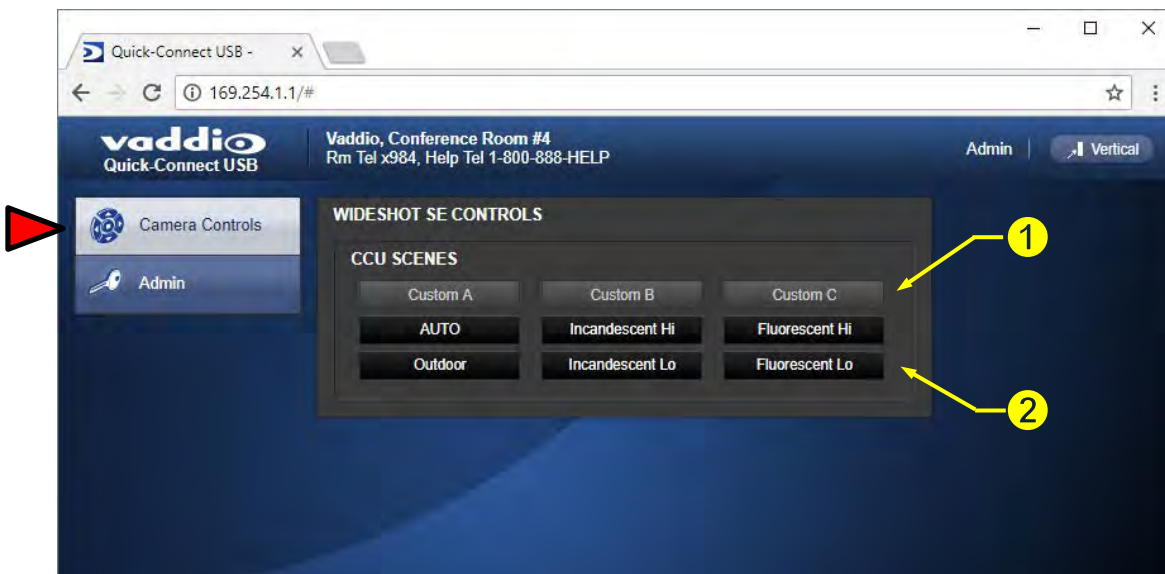 Quick-Connect USB -
169.254.1.1/#
vaddio
Quick-Connect USB
Vaddio, Conference Room #4
Rm Tel x984, Help Tel 1-800-888-HELP
Admin
Vertical
Camera Controls
Admin
WIDESHOT SE CONTROLS
CCU SCENES
Custom A Custom B Custom C
AUTO Incandescent Hi Fluorescent Hi
Outdoor Incandescent Lo Fluorescent Lo
1
2